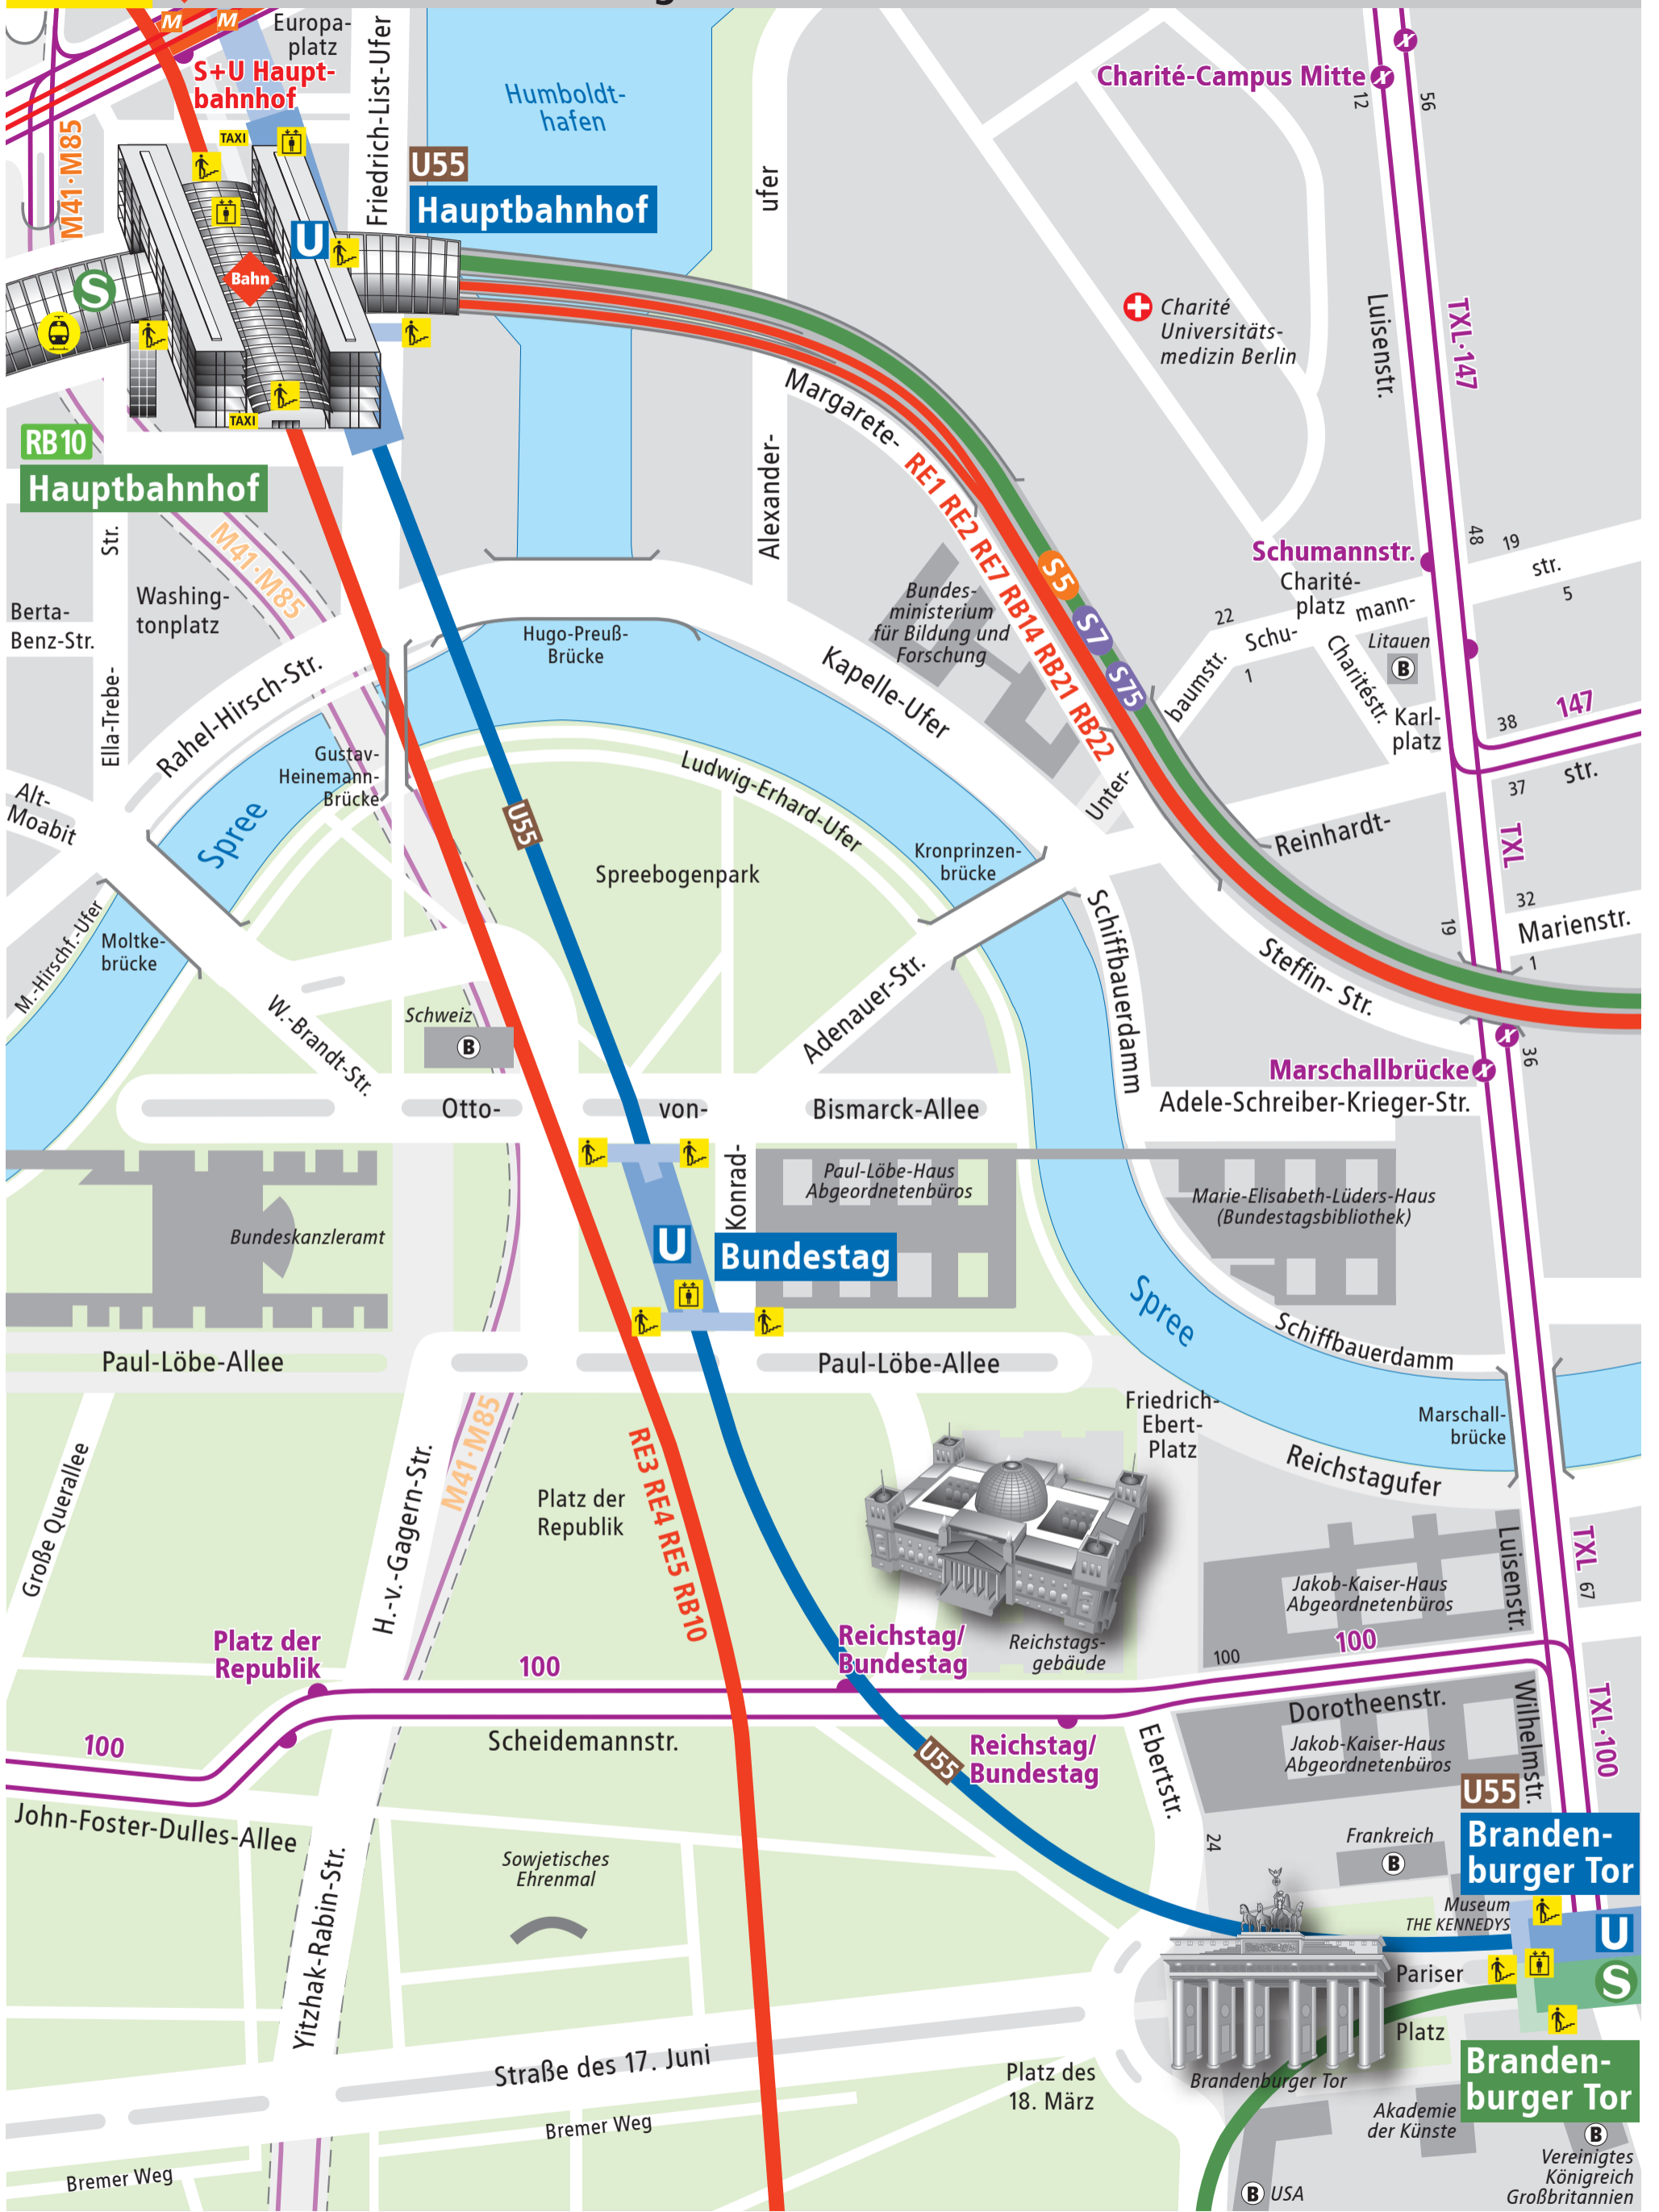 M
M
Europa-
platz
S+U Haupt-
bahnhof
TAXI
M41·M85
Friedrich-List-Ufer
Humboldt-
hafen
U55
Hauptbahnhof
U
S
Bahn
TAXI
RB10
Hauptbahnhof
ufer
Alexander-
Charité-Campus Mitte
X
X
12
56
Charité
Universitäts-
medizin Berlin
Luisenstr.
TXL·147
Margarete-
RE1 RE2 RE7 RB14 RB21 RB22
S5
S7
S75
Schumannstr.
48
19
str.
5
Charité-
platz
mann-
22
Schu-
1
baumstr.
Unter-
Charitéstr.
Litauen
B
Karl-
platz
38
147
37
str.
Reinhardt-
TXL
32
Marienstr.
19
1
Steffin- Str.
Str.
M41·M85
Berta-
Benz-Str.
Washing-
tonplatz
Ella-Trebe-
Rahel-Hirsch-Str.
Hugo-Preuß-
Brücke
Bundes-
ministerium
für Bildung und
Forschung
Kapelle-Ufer
Gustav-
Heinemann-
Brücke
Alt-
Moabit
Spree
U55
Ludwig-Erhard-Ufer
Spreebogenpark
Kronprinzen-
brücke
M.-Hirschf.-Ufer
Moltke-
brücke
W.-Brandt-Str.
Schweiz
B
Adenauer-Str.
Schiffbauerdamm
X
36
Marschallbrücke
X
Adele-Schreiber-Krieger-Str.
Otto-
von-
Bismarck-Allee
Konrad-
Paul-Löbe-Haus
Abgeordnetenbüros
Marie-Elisabeth-Lüders-Haus
(Bundestagsbibliothek)
Bundeskanzleramt
U
Bundestag
Spree
Schiffbauerdamm
Paul-Löbe-Allee
Paul-Löbe-Allee
Friedrich-
Ebert-
Platz
Marschall-
brücke
Reichstagufer
Große Querallee
H.-v.-Gagern-Str.
M41·M85
Platz der
Republik
RE3 RE4 RE5 RB10
Luisenstr.
TXL
67
Jakob-Kaiser-Haus
Abgeordnetenbüros
Platz der
Republik
100
Reichstag/
Bundestag
Reichstags-
gebäude
100
100
100
Scheidemannstr.
U55
Reichstag/
Bundestag
Ebertstr.
Dorotheenstr.
Jakob-Kaiser-Haus
Abgeordnetenbüros
Wilhelmstr.
TXL·100
John-Foster-Dulles-Allee
Yitzhak-Rabin-Str.
Sowjetisches
Ehrenmal
24
Frankreich
B
U55
Branden-
burger Tor
Museum
THE KENNEDYS
U
S
Pariser
Platz
Branden-
burger Tor
Straße des 17. Juni
Platz des
18. März
Brandenburger Tor
Akademie
der Künste
Bremer Weg
Bremer Weg
B
USA
B
Vereinigtes
Königreich
Großbritannien